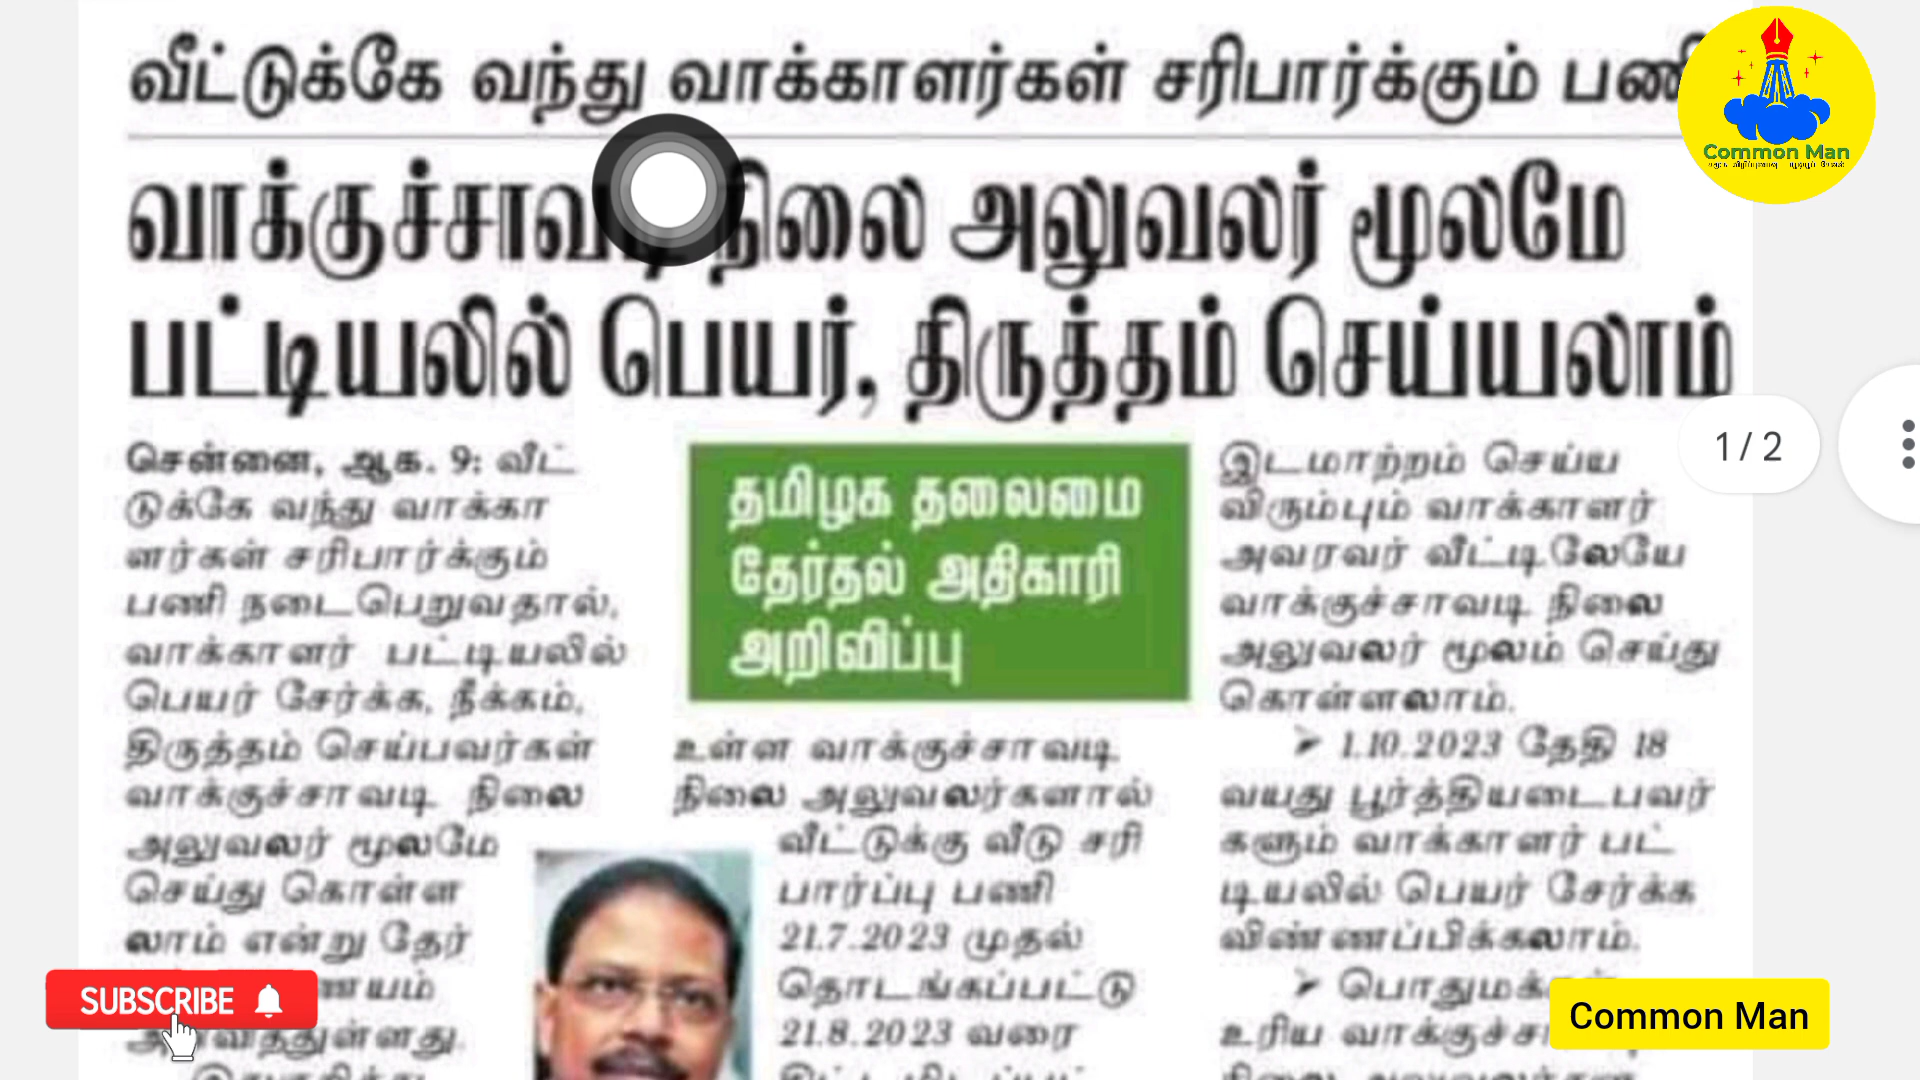 வீட்டுக்கே வந்து வாக்காளர்கள் சரிபார்க்கும்
நிலை அலுவலர் மூலமே
பட்டியலில் பெயர், திருத்தம் செய்யலாம்
சென்னை, ஆக. 9: வீட்
டுக்கே வந்து வாக்கா
ளர்கள் சரிபார்க்கும்
பணி நடைபெறுவதால்,
வாக்காளர் பட்டியலில்
பெயர் சேர்க்க, நீக்கம்,
திருத்தம் செய்பவர்கள்
வாக்குச்சாவடி நிலை
அலுவலர் மூலமே
செய்து கொள்ள
லாம் என்று தேர்
தமிழக தலைமை
தேர்தல் அதிகாரி
அறிவிப்பு
உள்ள வாக்குச்சாவடி
நிலை அலுவலர்களால்
வீட்டுக்கு வீடு சரி
பார்ப்பு பணி
21.7.2023 முதல்
தொடங்கப்பட்டு
21.8.2023 வரை
இடமாற்றம் செய்ய
விரும்பும் வாக்காளர்
அவரவர் வீட்டிலேயே
வாக்குச்சாவடி நிலை
அலுவலர் மூலம் செய்து
கொள்ளலாம்.
➤ 1.10.2023 தேதி 18
வயது பூர்த்தியடைபவர்
களும் வாக்காளர் பட்
டியலில் பெயர் சேர்க்க
விண்ணப்பிக்கலாம்.
உரிய
Common Man
1/2
SUBSCRIBE
Common Man